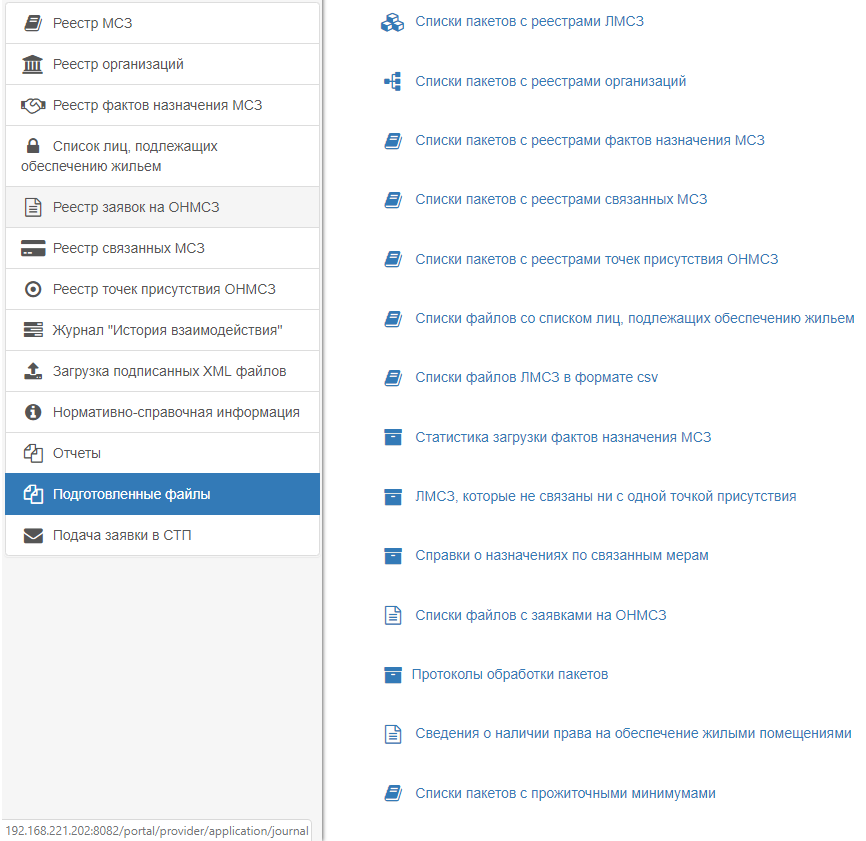 Реестр МСЗ
Реестр организаций
Реестр фактов назначения МСЗ
Список лиц, подлежащих
обеспечению жильем
Реестр заявок на ОНМСЗ
Реестр связанных МСЗ
Реестр точек присутствия ОНМСЗ
Журнал "История взаимодействия"
Загрузка подписанных XML файлов
Нормативно-справочная информация
Отчеты
Подготовленные файлы
Подача заявки в СТП
192.168.221.202:8082/portal/provider/application/journal
Списки пакетов с реестрами ЛМСЗ
Списки пакетов с реестрами организаций
Списки пакетов с реестрами фактов назначения МСЗ
Списки пакетов с реестрами связанных МСЗ
Списки пакетов с реестрами точек присутствия ОНМСЗ
Списки файлов со списком лиц, подлежащих обеспечению жильем
Списки файлов ЛМСЗ в формате csv
Статистика загрузки фактов назначения МСЗ
ЛМСЗ, которые не связаны ни с одной точкой присутствия
Справки о назначениях по связанным мерам
Списки файлов с заявками на ОНМСЗ
Протоколы обработки пакетов
Сведения о наличии права на обеспечение жилыми помещениями
Списки пакетов с прожиточными минимумами